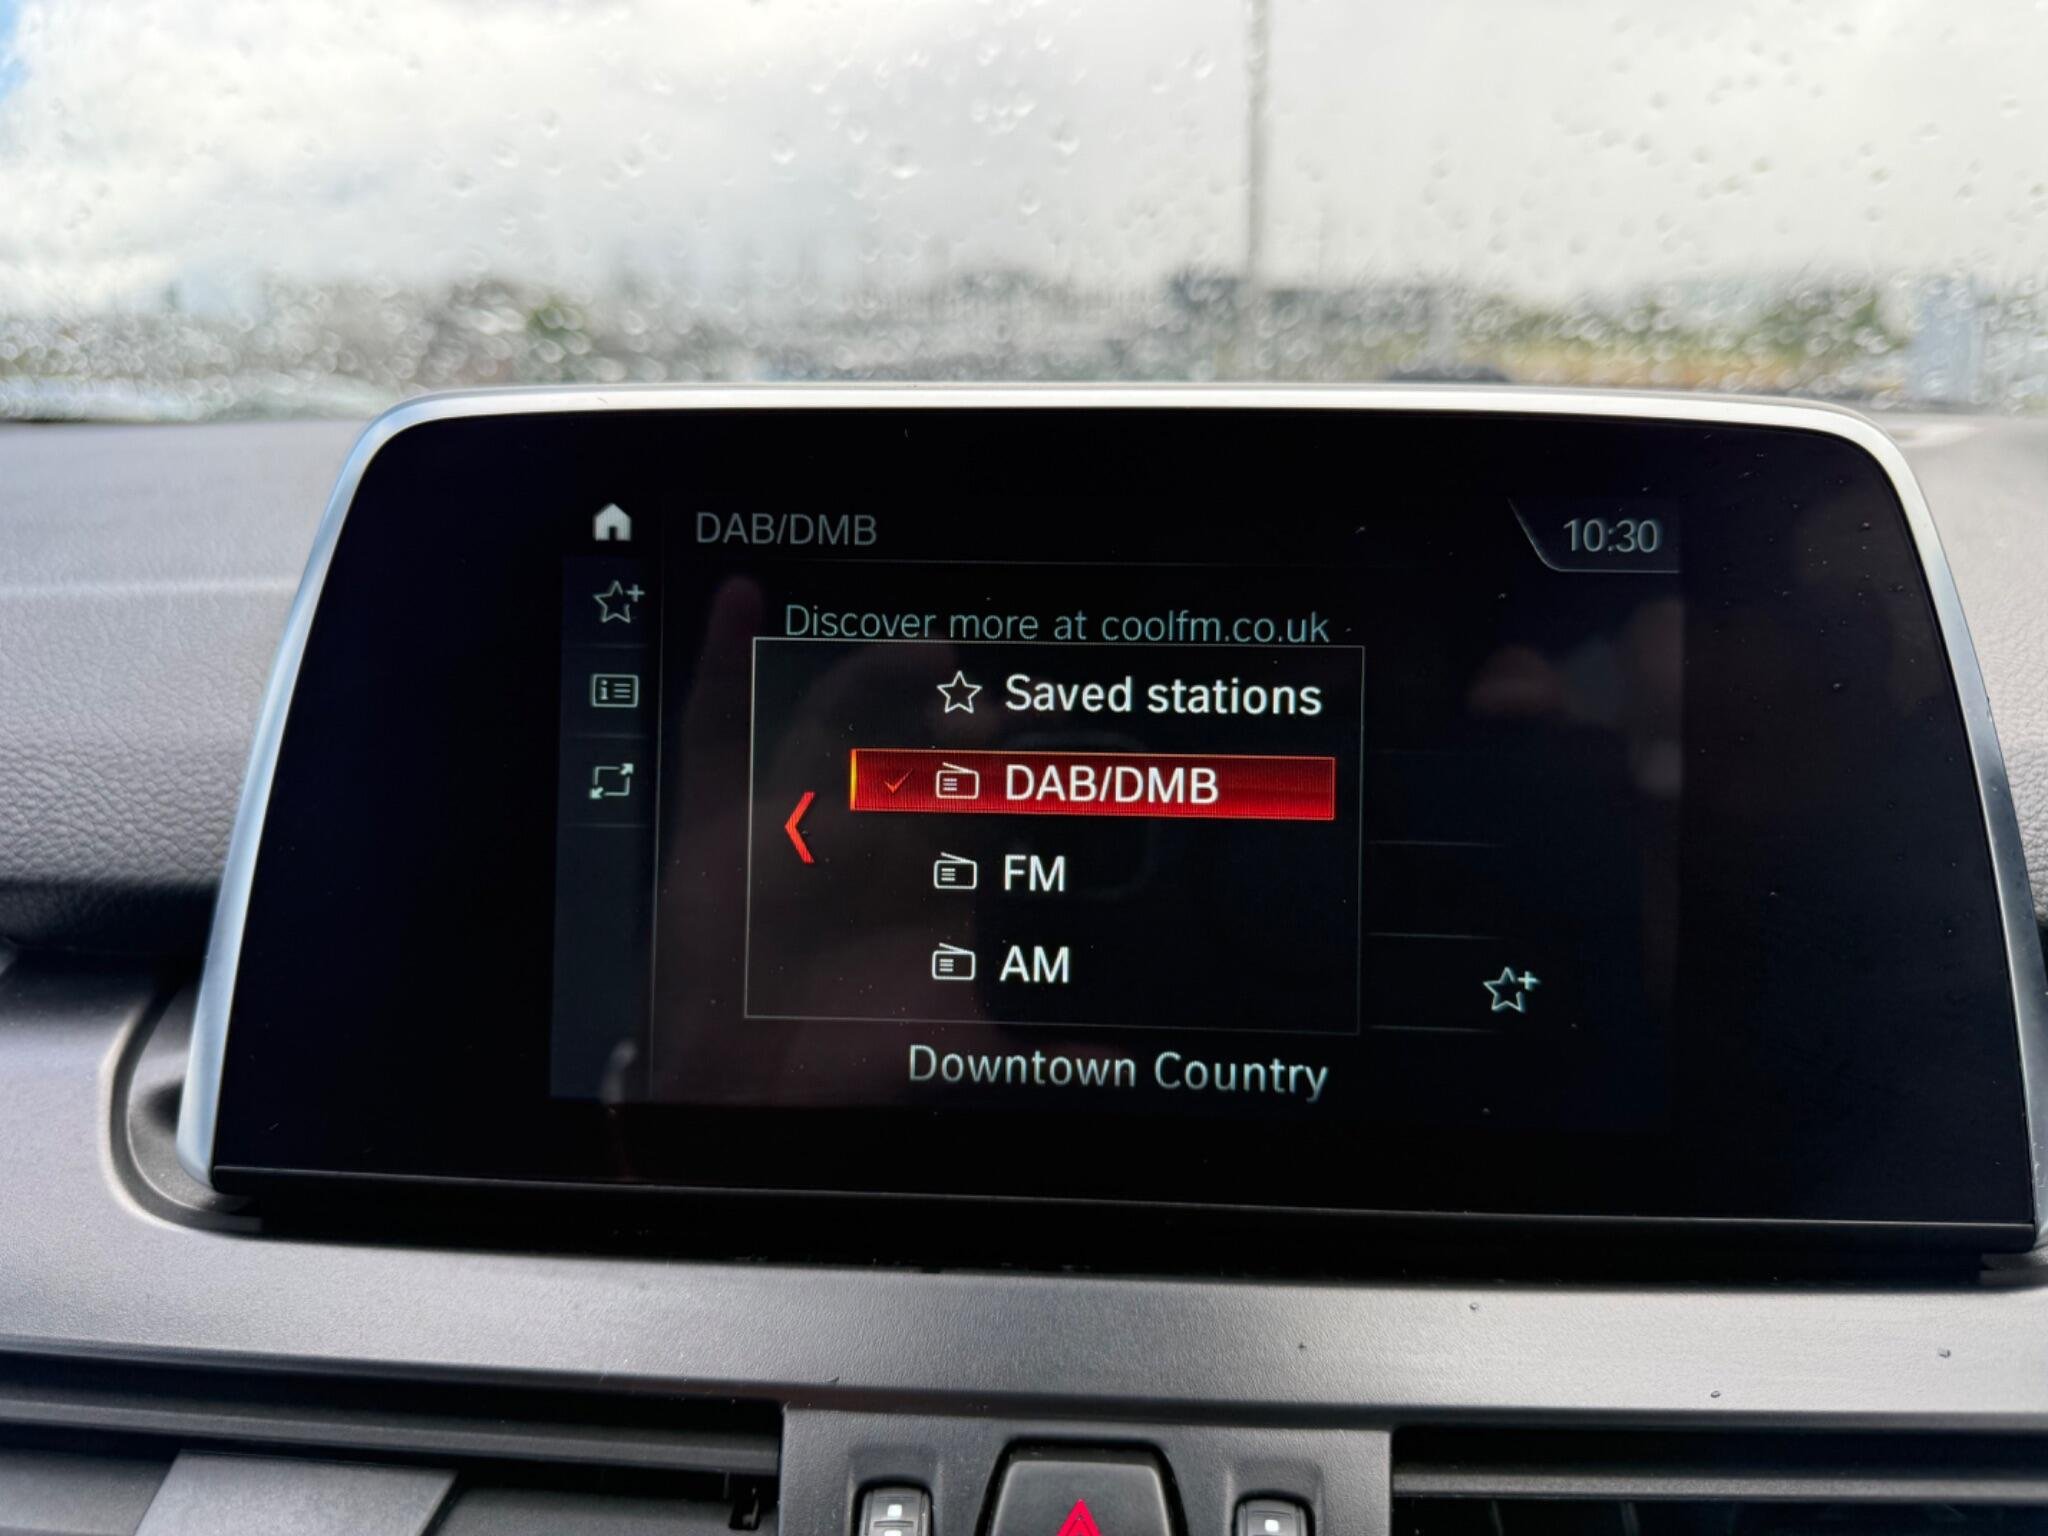 DAB/DMB
10:30
Discover more at coolfm.co.uk -
Saved stations
DAB/DMB
FM
AM
Downtown Country